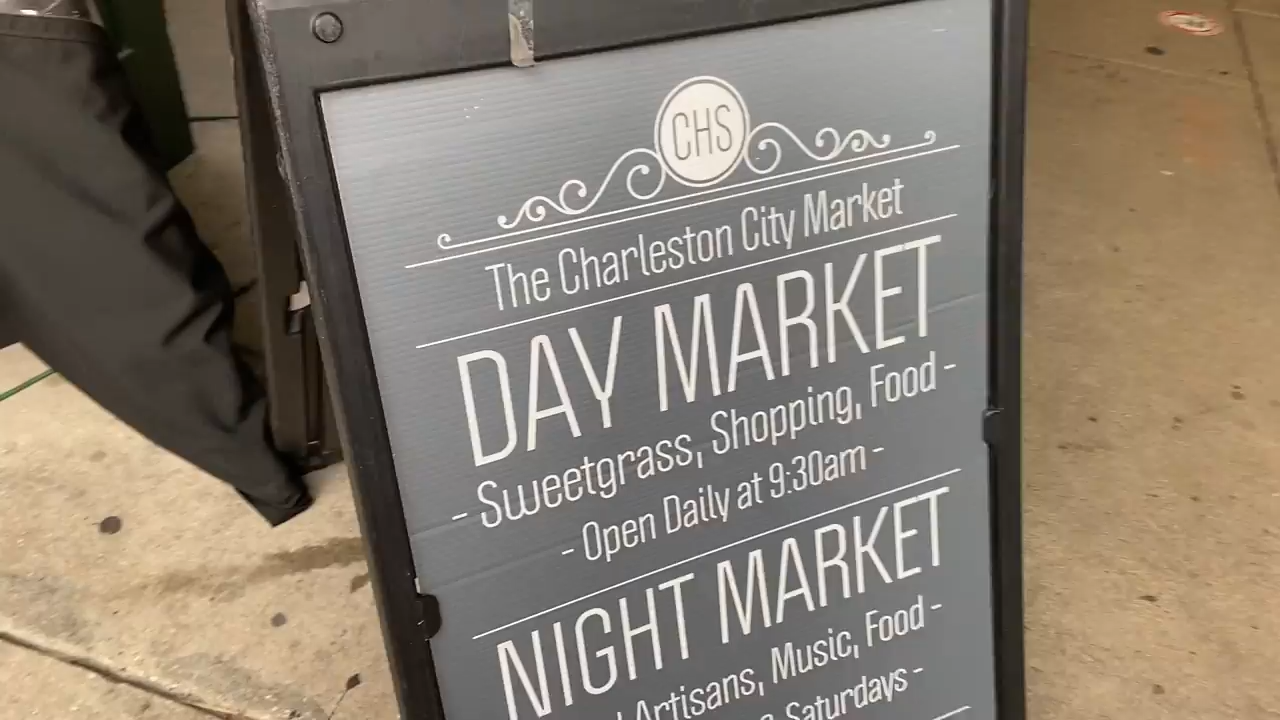 CHS
The Charleston City Market
DAY MARKET
- Sweetgrass, Shopping, Food -
- Open Daily at 9:30am -
NIGHT MARKET
Artisans, Music, Food -
Saturdays -